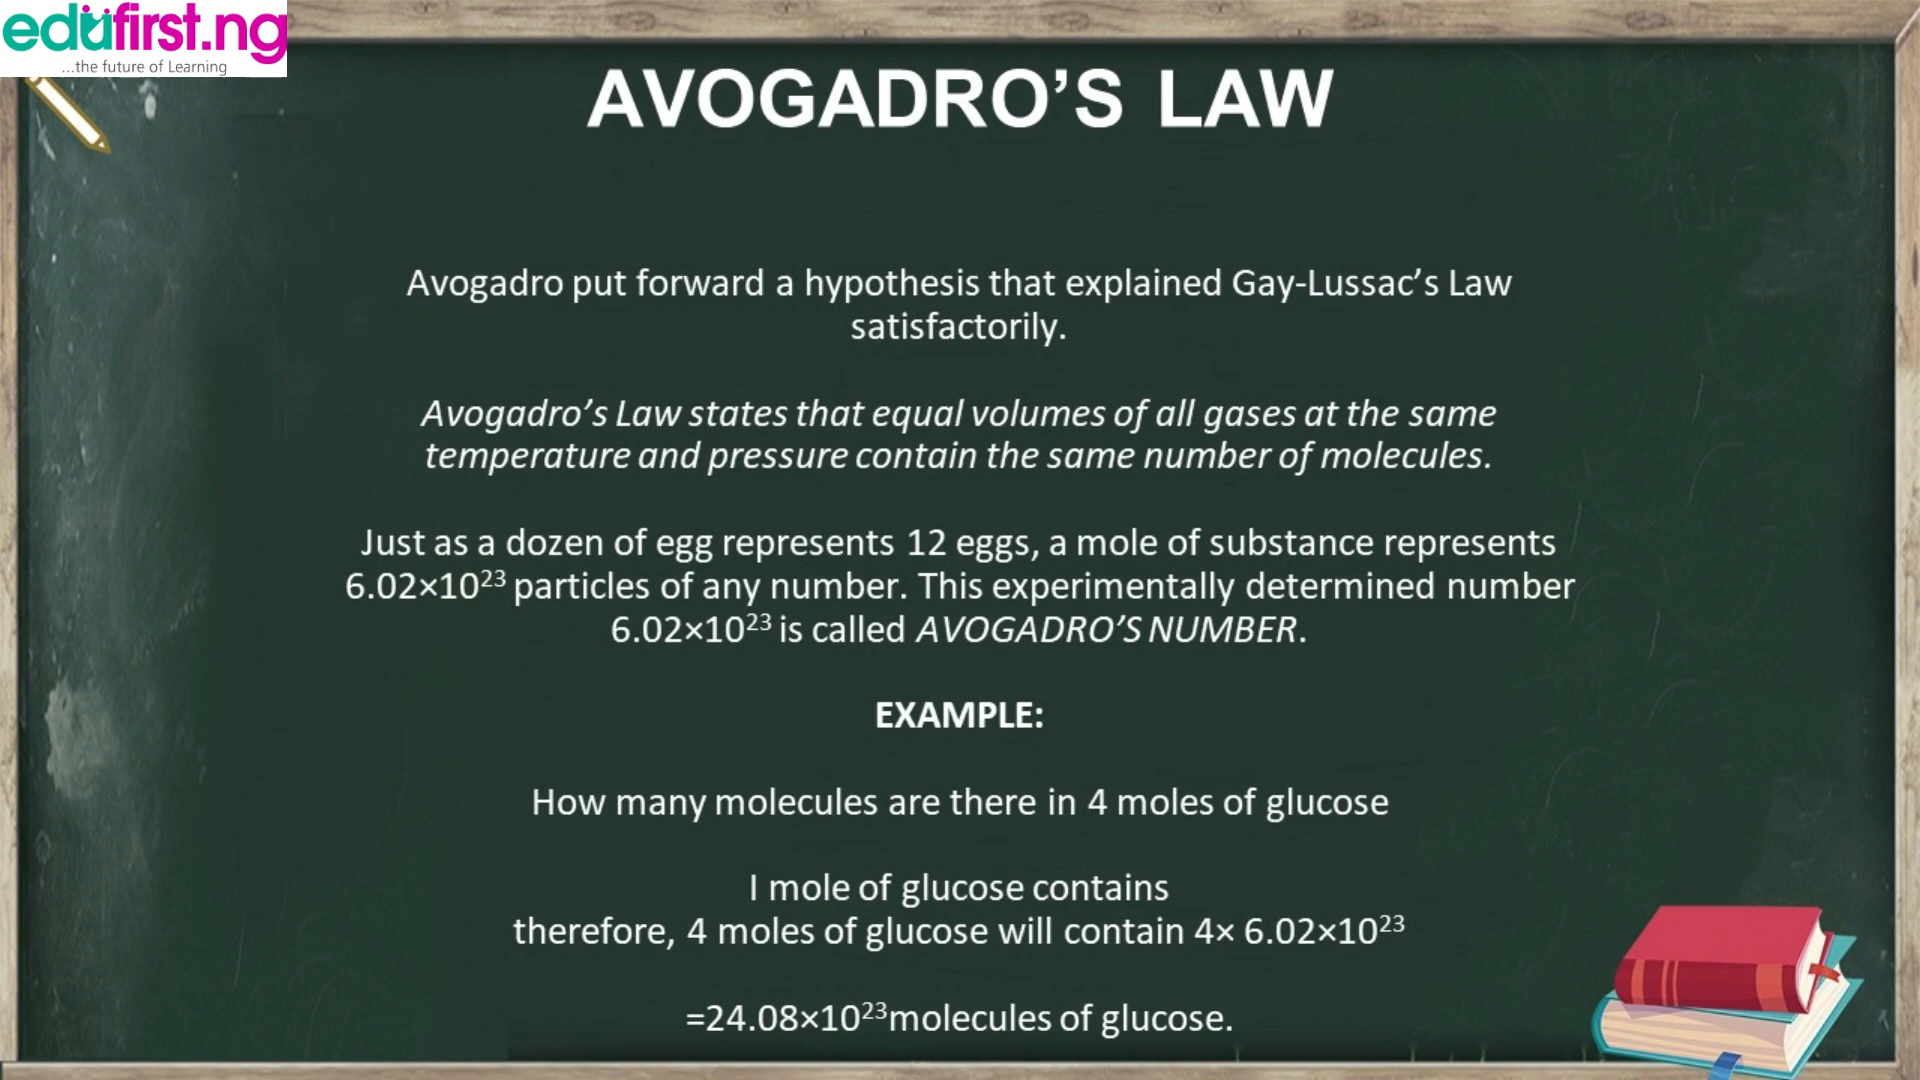 edufirst.ng
...the future of Learning
AVOGADRO’S LAW
Avogadro put forward a hypothesis that explained Gay-Lussac’s Law
satisfactorily.
Avogadro’s Law states that equal volumes of all gases at the same
temperature and pressure contain the same number of molecules.
Just as a dozen of egg represents 12 eggs, a mole of substance represents
6.02×10²³ particles of any number. This experimentally determined number
6.02×10²³ is called AVOGADRO’S NUMBER.
EXAMPLE:
How many molecules are there in 4 moles of glucose
I mole of glucose contains
therefore, 4 moles of glucose will contain 4× 6.02×10²³
=24.08×10²³molecules of glucose.